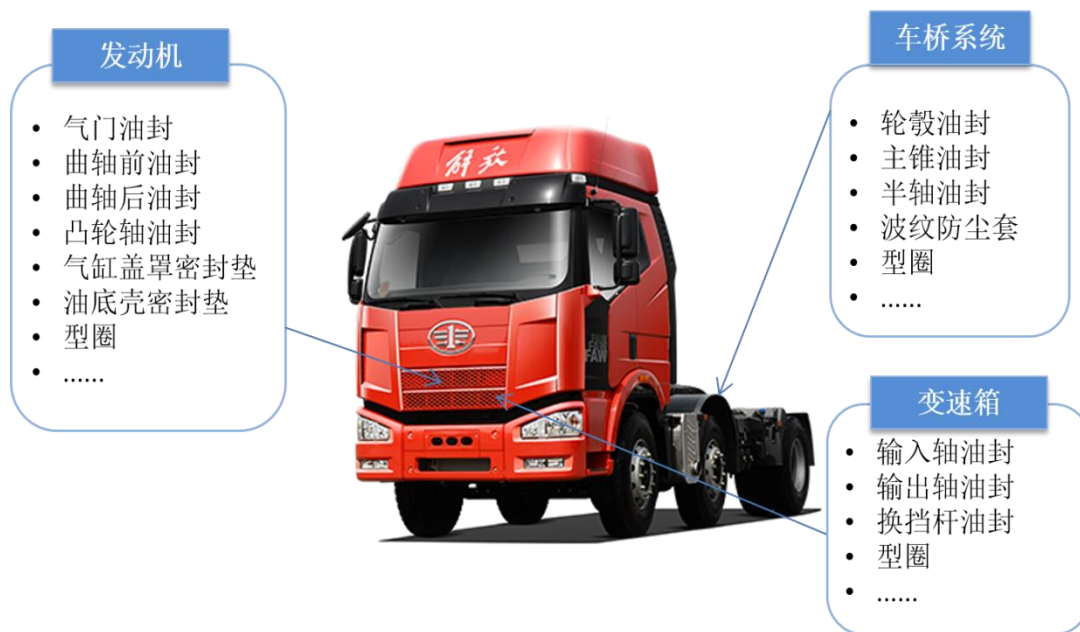 发动机
• 气门油封
• 曲轴前油封
• 曲轴后油封
• 凸轮轴油封
• 气缸盖罩密封垫
• 油底壳密封垫
• 型圈
• ......
车桥系统
• 轮毂油封
• 主锥油封
• 半轴油封
• 波纹防尘套
• 型圈
• ......
变速箱
• 输入轴油封
• 输出轴油封
• 换挡杆油封
• 型圈
• ......
解放
1
FAW